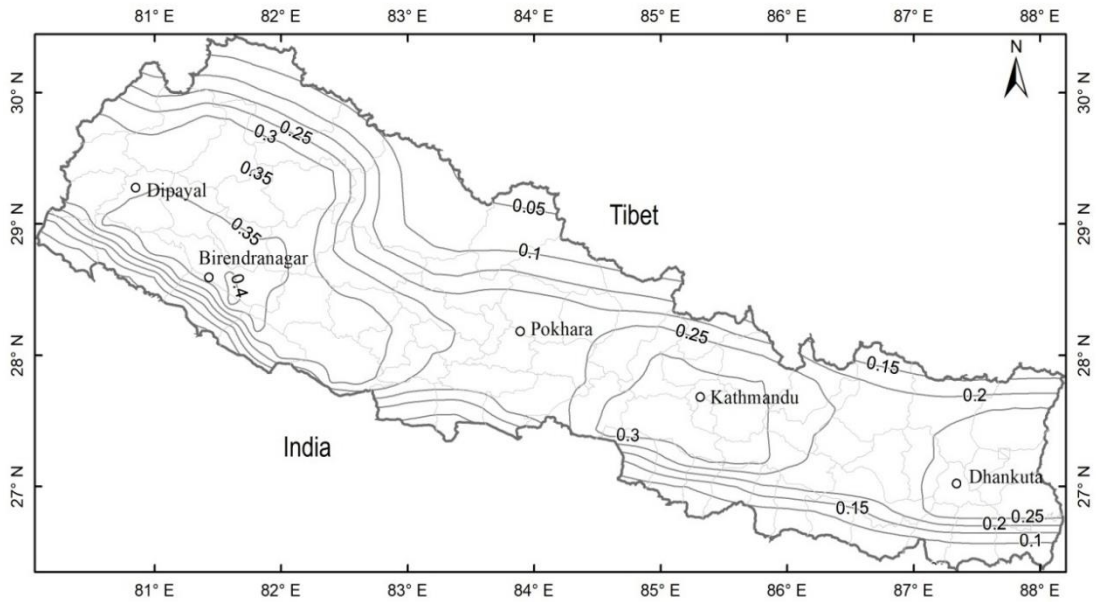 81° E 82° E 83° E 84° E 85° E 86° E 87° E 88° E
N
30° N 30° N
0.25
0.3
0.35
Dipayal
0.05
Tibet
29° N 29° N
0.35
0.1
Birendranagar
0.4
Pokhara
0.25
28° N 28° N
0.15
0.2
Kathmandu
0.3
India
Dhankuta
27° N 27° N
0.15
0.25
0.2
0.1
81° E 82° E 83° E 84° E 85° E 86° E 87° E 88° E